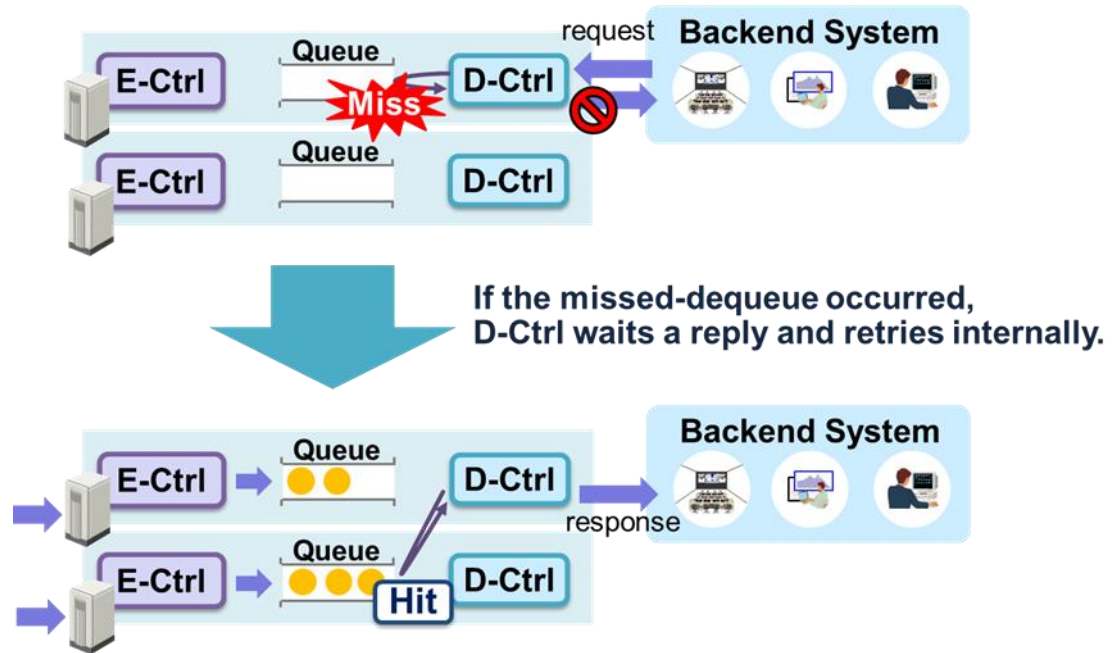 request
Backend System
Queue
E-Ctrl
D-Ctrl
Miss
Queue
E-Ctrl
D-Ctrl
If the missed-dequeue occurred,
D-Ctrl waits a reply and retries internally.
Backend System
Queue
E-Ctrl
D-Ctrl
response
Queue
E-Ctrl
D-Ctrl
Hit